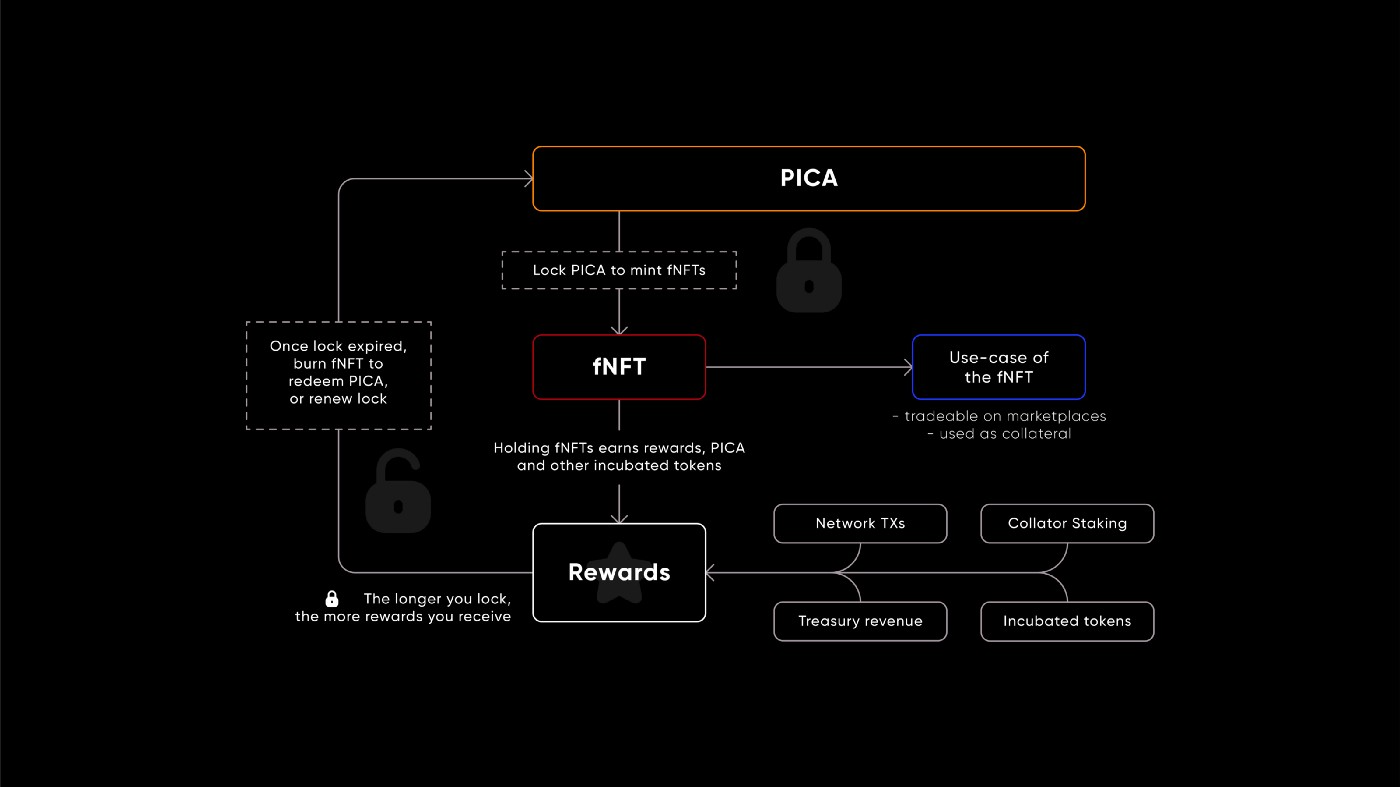 PICA
Lock PICA to mint fNFTs
Once lock expired,
burn fNFT to
redeem PICA,
or renew lock
fNFT
Use-case of
the fNFT
- tradeable on marketplaces
- used as collateral
Holding fNFTs earns rewards, PICA
and other incubated tokens
Network TXs
Collator Staking
Rewards
The longer you lock,
the more rewards you receive
Treasury revenue
Incubated tokens